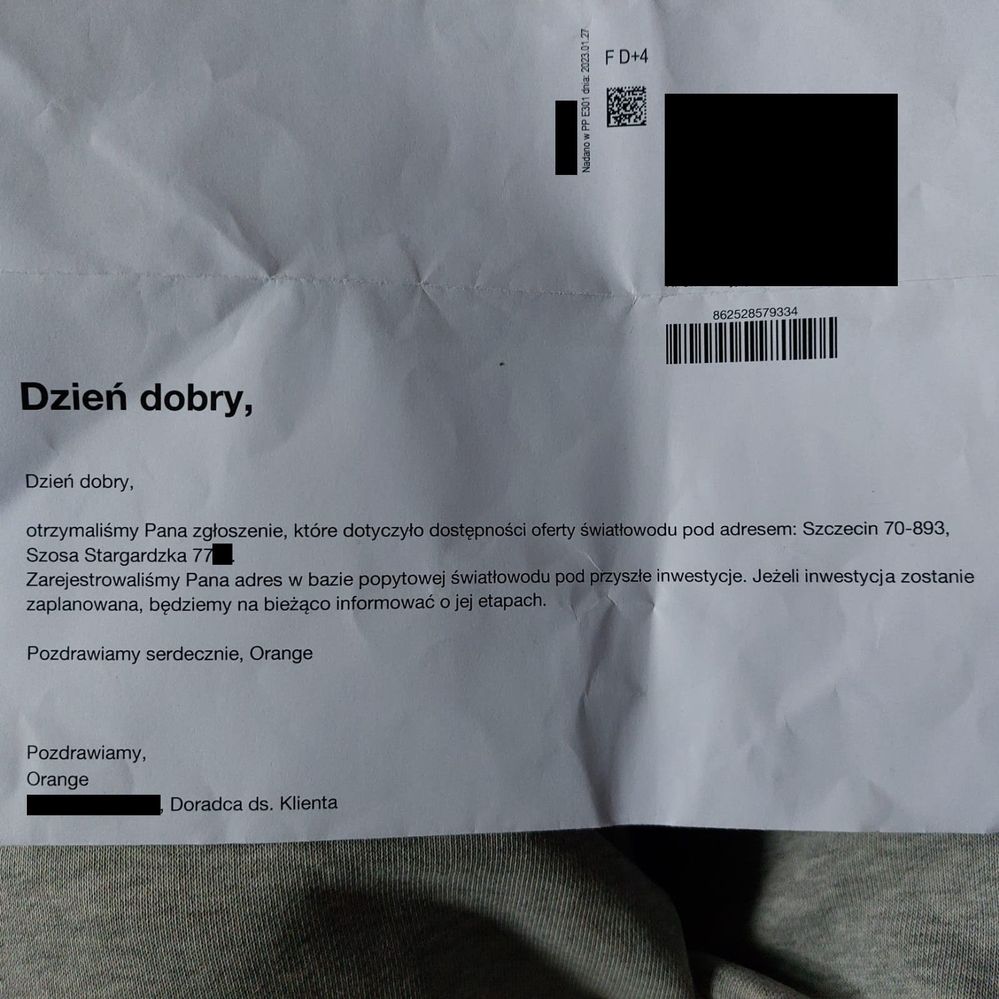 F D+4
Nadano w PP E301 dnia: 2023.01.27
862528579334
Dzień dobry,
Dzień dobry,
otrzymaliśmy Pana zgłoszenie, które dotyczyło dostępności oferty światłowodu pod adresem: Szczecin 70-893,
Szosa Stargardzka 77
Zarejestrowaliśmy Pana adres w bazie popytowej światłowodu pod przyszłe inwestycje. Jeżeli inwestycja zostanie
zaplanowana, będziemy na bieżąco informować o jej etapach.
Pozdrawiamy serdecznie, Orange
Pozdrawiamy,
Orange
, Doradca ds. Klienta